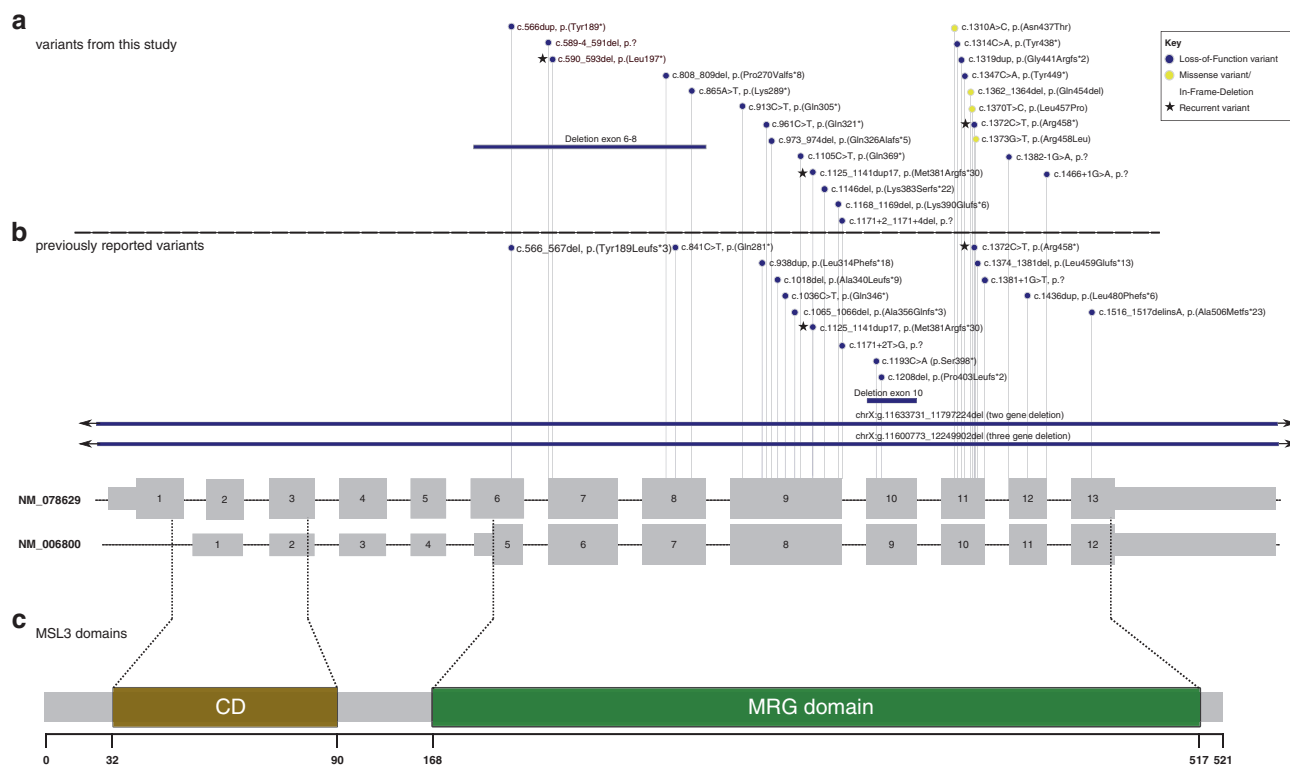 a
variants from this study
c.566dup, p.(Tyr189*)
c.589-4_591del, p.?
c.590_593del, p.(Leu197*)
c.808_809del, p.(Pro270Valfs*8)
c.865A>T, p.(Lys289*)
c.913C>T, p.(Gln305*)
c.961C>T, p.(Gln321*)
c.973_974del, p.(Gln326Alafs*5)
Deletion exon 6-8
c.1105C>T, p.(Gln369*)
c.1125_1141dup17, p.(Met381Argfs*30)
c.1146del, p.(Lys383Serfs*22)
c.1168_1169del, p.(Lys390Glufs*6)
c.1171+2_1171+4del, p.?
c.1310A>C, p.(Asn437Thr)
c.1314C>A, p.(Tyr438*)
c.1319dup, p.(Gly441Argfs*2)
c.1347C>A, p.(Tyr449*)
c.1362_1364del, p.(Gln454del)
c.1370T>C, p.(Leu457Pro)
c.1372C>T, p.(Arg458*)
c.1373G>T, p.(Arg458Leu)
c.1382-1G>A, p.?
c.1466+1G>A, p.?
Key
Loss-of-Function variant
Missense variant/
In-Frame-Deletion
Recurrent variant
b
previously reported variants
c.566_567del, p.(Tyr189Leufs*3)
c.841C>T, p.(Gln281*)
c.938dup, p.(Leu314Phefs*18)
c.1018del, p.(Ala340Leufs*9)
c.1036C>T, p.(Gln346*)
c.1065_1066del, p.(Ala356Glnfs*3)
c.1125_1141dup17, p.(Met381Argfs*30)
c.1171+2T>G, p.?
c.1193C>A (p.Ser398*)
c.1208del, p.(Pro403Leufs*2)
Deletion exon 10
c.1372C>T, p.(Arg458*)
c.1374_1381del, p.(Leu459Glufs*13)
c.1381+1G>T, p.?
c.1436dup, p.(Leu480Phefs*6)
c.1516_1517delinsA, p.(Ala506Metfs*23)
chrX:g.11633731_11797224del (two gene deletion)
chrX:g.11600773_12249902del (three gene deletion)
NM_078629 1 2 3 4 5 6 7 8 9 10 11 12 13
NM_006800 1 2 3 4 5 6 7 8 9 10 11 12
c
MSL3 domains
CD MRG domain
0 32 90 168 517 521